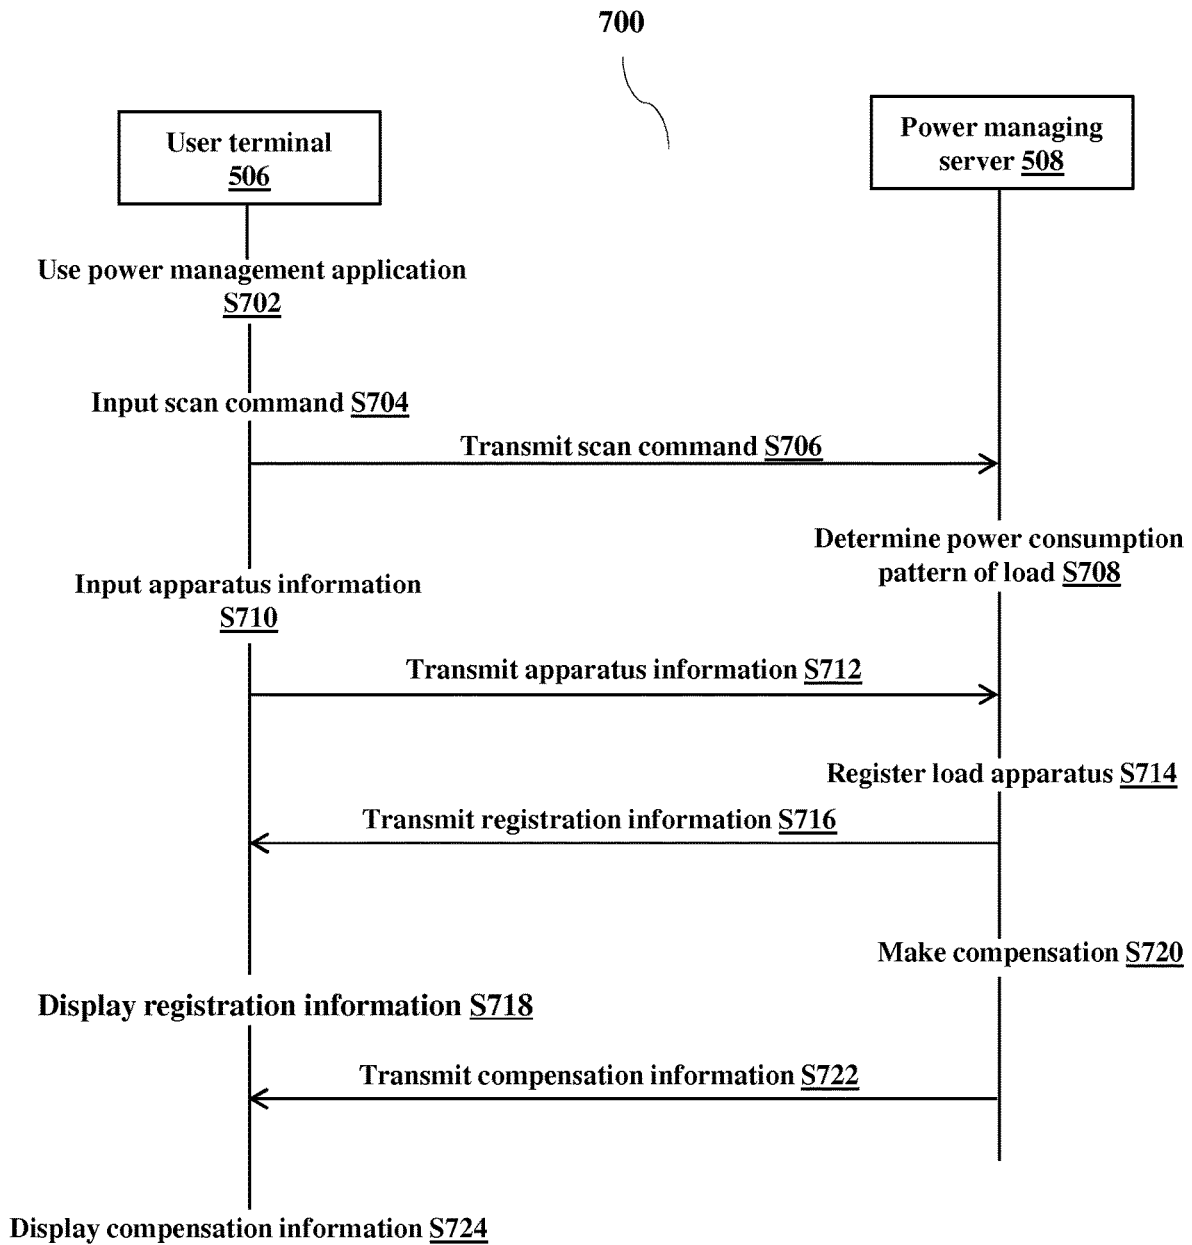 700
User terminal
506
Power managing
server 508
Use power management application
S702
Input scan command S704
Transmit scan command S706
Determine power consumption
pattern of load S708
Input apparatus information
S710
Transmit apparatus information S712
Register load apparatus S714
Transmit registration information S716
Make compensation S720
Display registration information S718
Transmit compensation information S722
Display compensation information S724